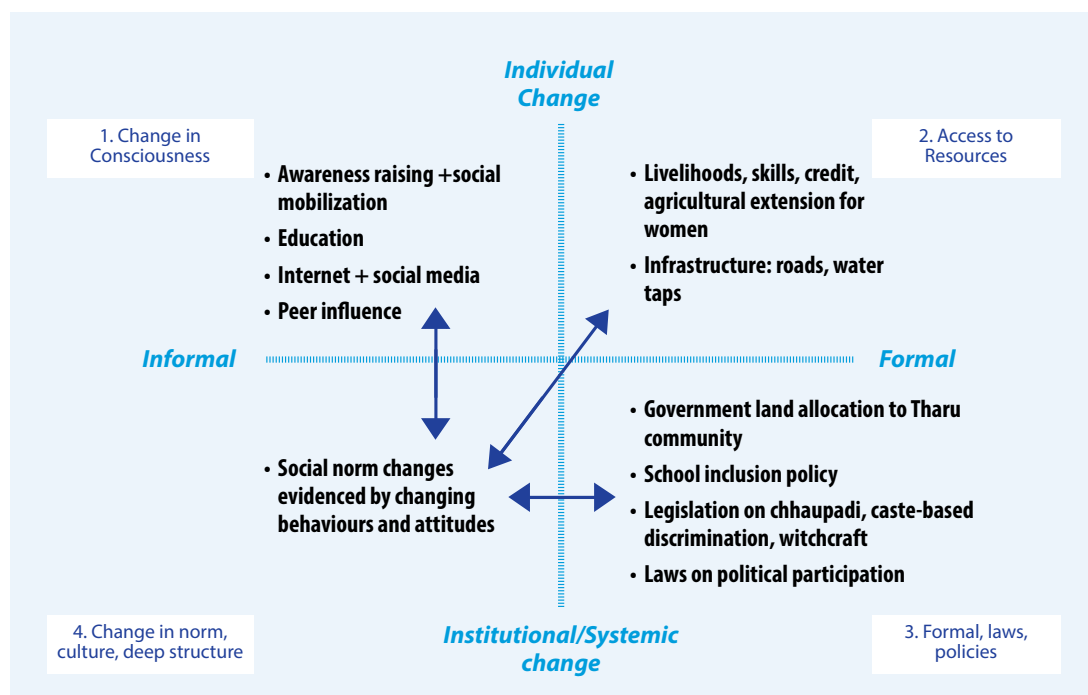 Individual
Change
1. Change in
Consciousness
2. Access to
Resources
• Awareness raising +social
mobilization
• Education
• Internet + social media
• Peer influence
• Livelihoods, skills, credit,
agricultural extension for
women
• Infrastructure: roads, water
taps
Informal
Formal
• Social norm changes
evidenced by changing
behaviours and attitudes
• Government land allocation to Tharu
community
• School inclusion policy
• Legislation on chhaupadi, caste-based
discrimination, witchcraft
• Laws on political participation
4. Change in norm,
culture, deep structure
Institutional/Systemic
change
3. Formal, laws,
policies